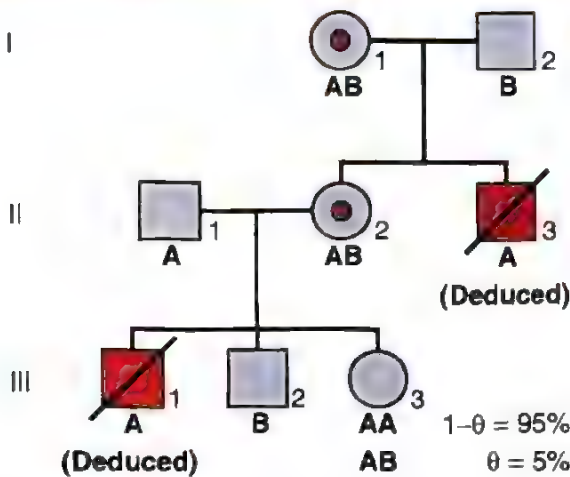 I
1
2
AB
B
II
1
2
3
A
AB
A
(Deduced)
III
1
2
3
A
B
AA
1–θ = 95%
(Deduced)
AB
θ = 5%